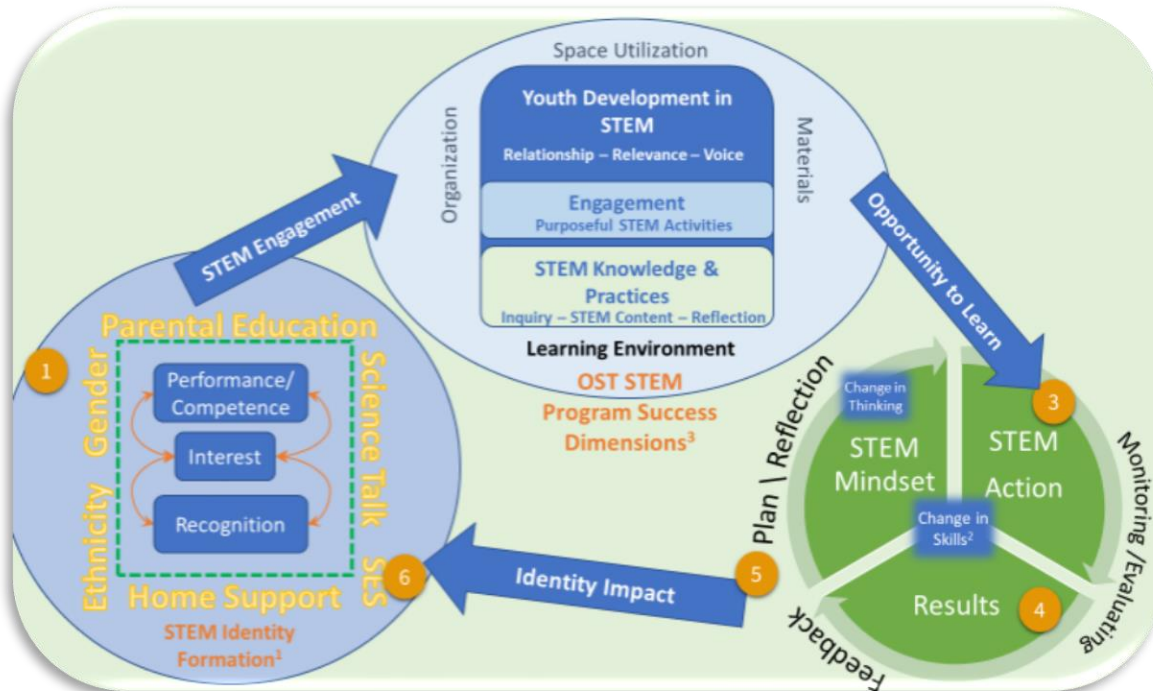 Space Utilization
Organization
Materials
Youth Development in
STEM
Relationship – Relevance – Voice
Engagement
Purposeful STEM Activities
STEM Knowledge &
Practices
Inquiry – STEM Content – Reflection
Learning Environment
OST STEM
Program Success
Dimensions³
STEM Engagement
Opportunity to Learn
1
Parental Education
Gender
Ethnicity
Science Talk
SES
Home Support
Performance/
Competence
Interest
Recognition
STEM Identity
Formation¹
6
Identity Impact
5
Plan \ Reflection
Change in
Thinking
STEM
Mindset
3
STEM
Action
Change in
Skills²
Results
4
Monitoring /Evaluating
Feedback